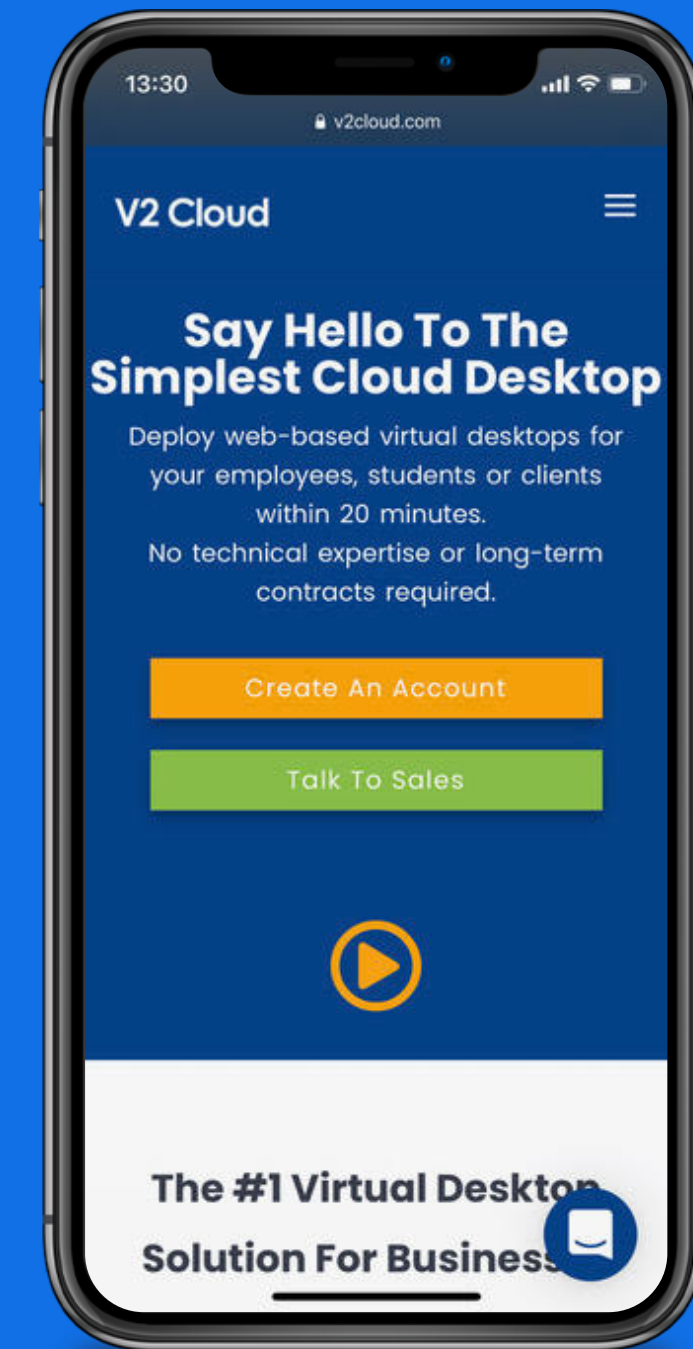 13:30
v2cloud.com
V2 Cloud
Say Hello To The
Simplest Cloud Desktop
Deploy web-based virtual desktops for
your employees, students or clients
within 20 minutes.
No technical expertise or long-term
contracts required.
Create An Account
Talk To Sales
The #1 Virtual Desktop
Solution For Business